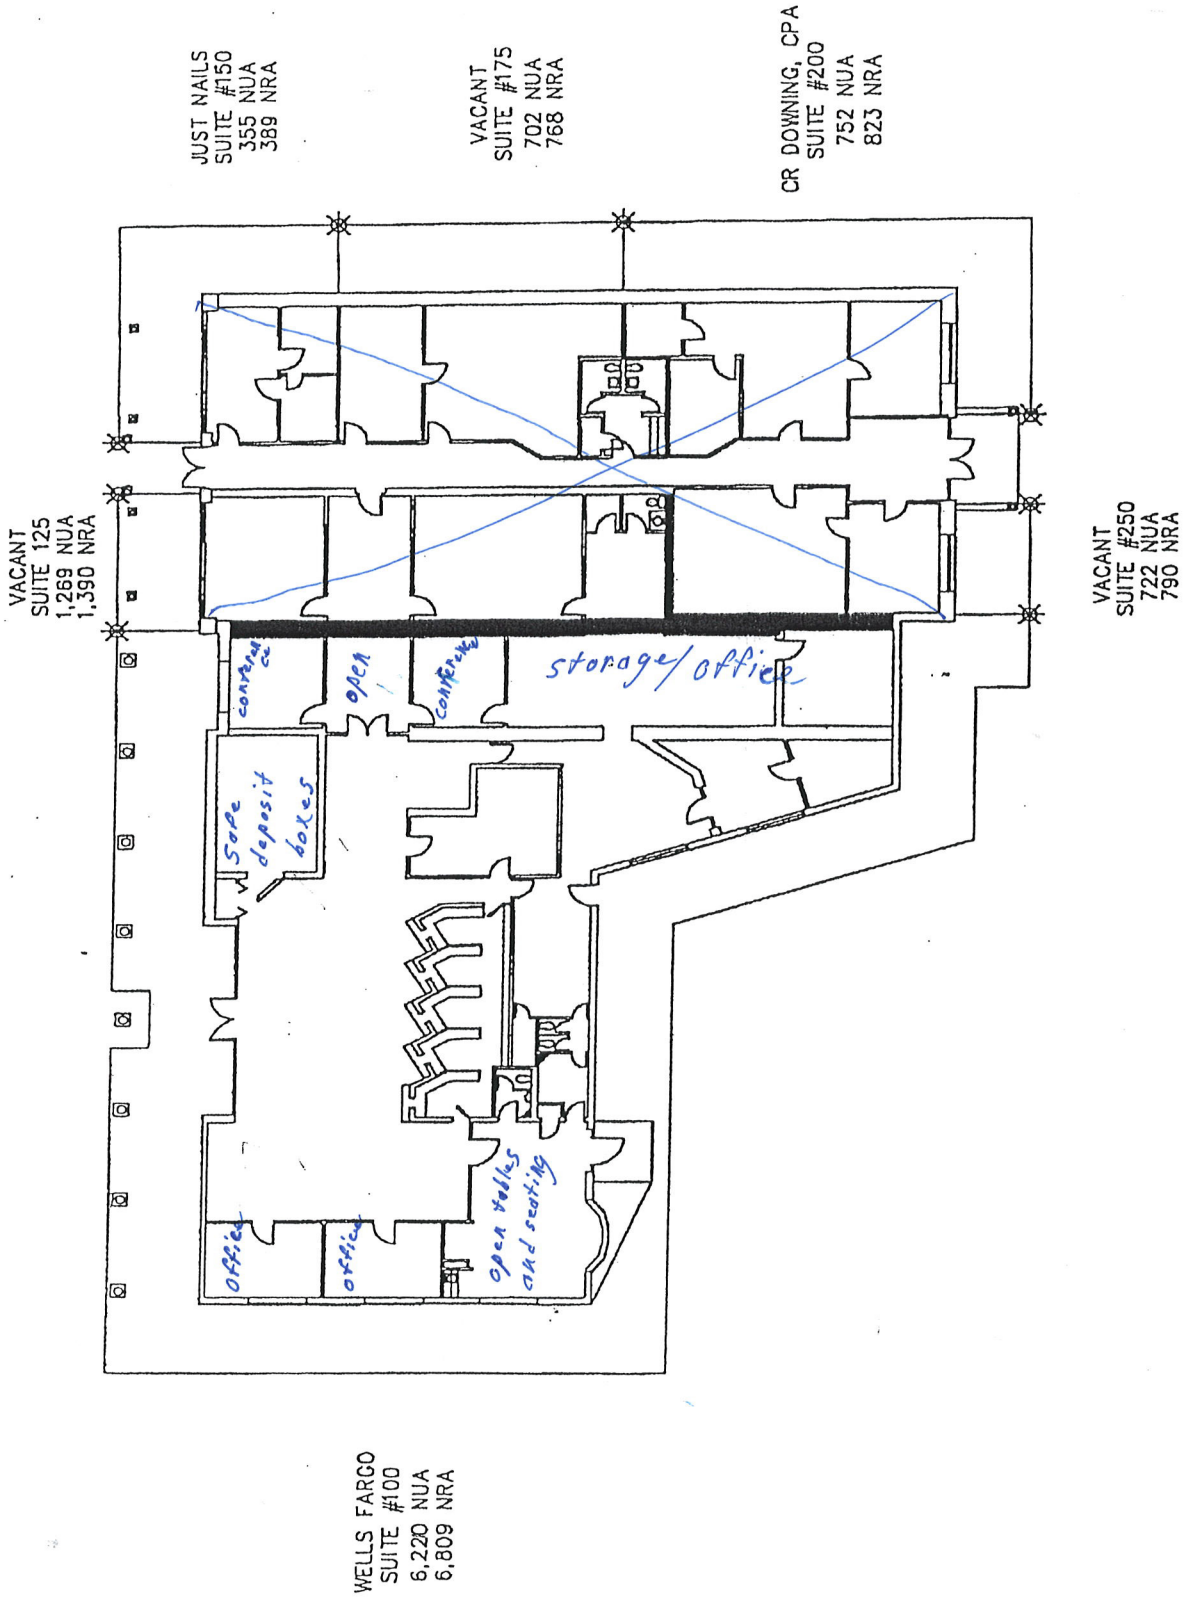 JUST NAILS
SUITE #150
355 NUA
389 NRA
VACANT
SUITE #175
702 NUA
768 NRA
CR DOWNING, CPA
SUITE #200
752 NUA
823 NRA
VACANT
SUITE 125
1,269 NUA
1,390 NRA
VACANT
SUITE #250
722 NUA
790 NRA
conferen
ce
open
conference
storage/office
safe
deposit
boxes
office
office
open tables
and seating
WELLS FARGO
SUITE #100
6,220 NUA
6,809 NRA